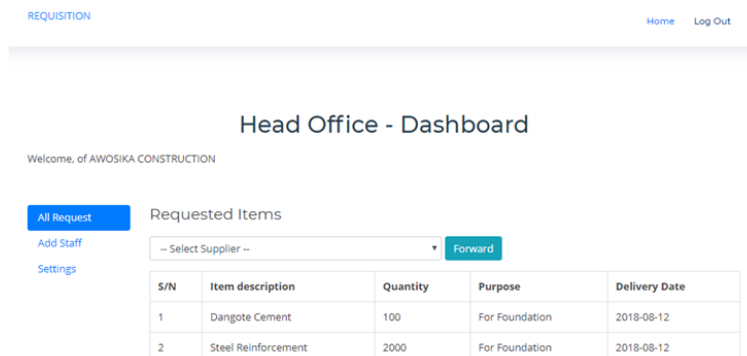 REQUISITION
Home Log Out
Head Office - Dashboard
Welcome, of AWOSIKA CONSTRUCTION
All Request
Add Staff
Settings
Requested Items
-- Select Supplier -- Forward
S/N Item description Quantity Purpose Delivery Date
1 Dangote Cement 100 For Foundation 2018-08-12
2 Steel Reinforcement 2000 For Foundation 2018-08-12